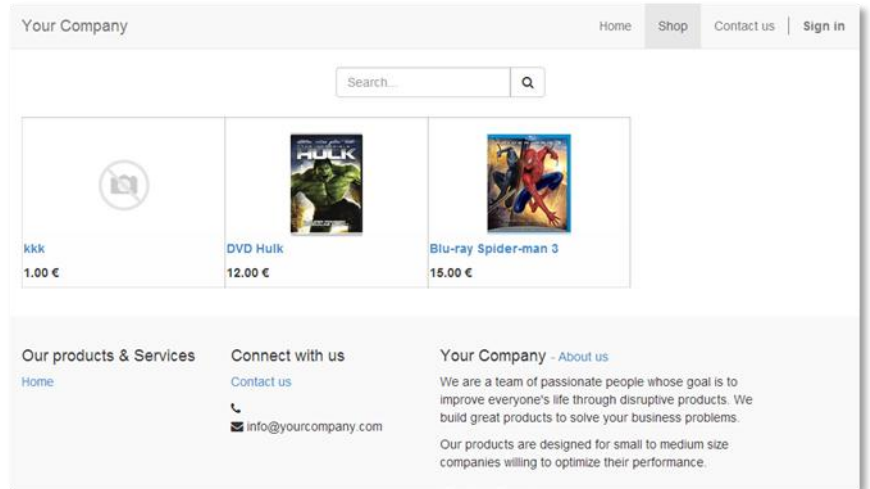 Your Company
Home Shop Contact us Sign in
Search...
HULK
kkk DVD Hulk Blu-ray Spider-man 3
1.00 € 12.00 € 15.00 €
Our products & Services Connect with us Your Company - About us
Home Contact us We are a team of passionate people whose goal is to
improve everyone's life through disruptive products. We
build great products to solve your business problems.
info@yourcompany.com
Our products are designed for small to medium size
companies willing to optimize their performance.